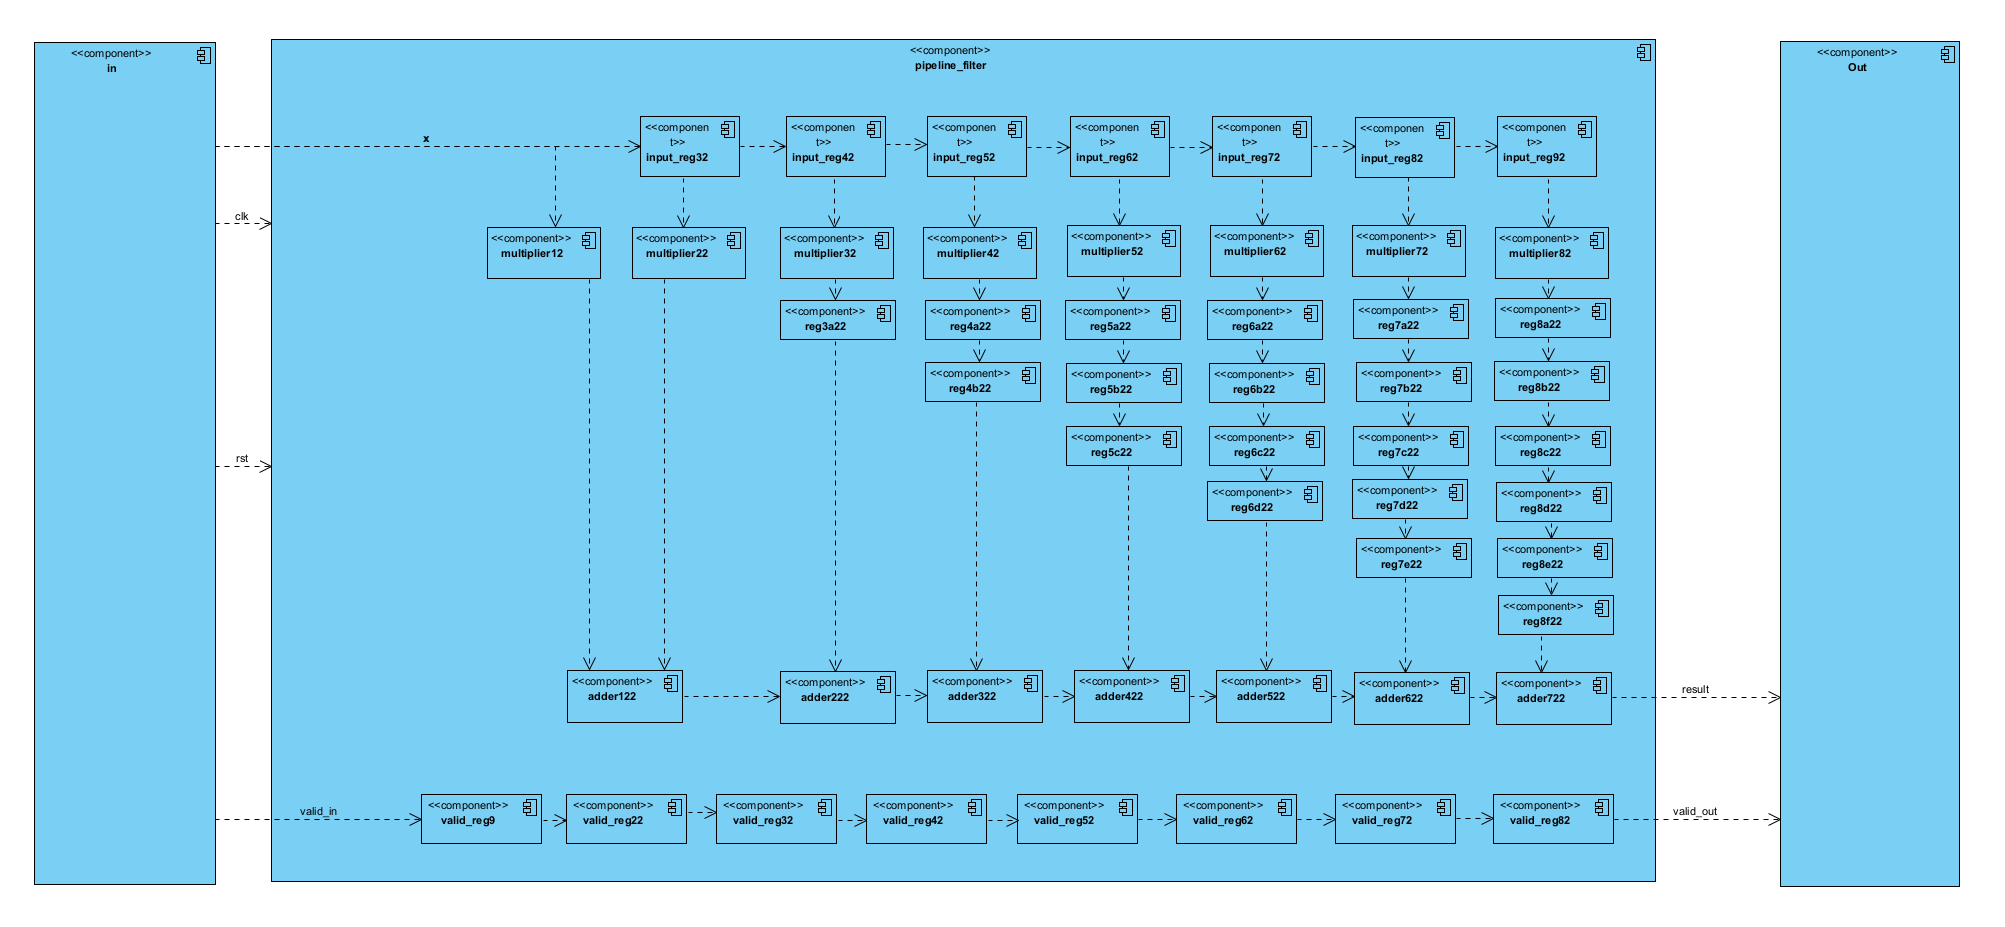 <<component>>
in
<<component>>
pipeline_filter
<<component>>
Out
x
clk
rst
valid_in
result
valid_out
<<componen
t>>
input_reg32
<<componen
t>>
input_reg42
<<componen
t>>
input_reg52
<<componen
t>>
input_reg62
<<componen
t>>
input_reg72
<<componen
t>>
input_reg82
<<componen
t>>
input_reg92
<<component>>
multiplier12
<<component>>
multiplier22
<<component>>
multiplier32
<<component>>
multiplier42
<<component>>
multiplier52
<<component>>
multiplier62
<<component>>
multiplier72
<<component>>
multiplier82
<<component>>
reg3a22
<<component>>
reg4a22
<<component>>
reg5a22
<<component>>
reg6a22
<<component>>
reg7a22
<<component>>
reg8a22
<<component>>
reg4b22
<<component>>
reg5b22
<<component>>
reg6b22
<<component>>
reg7b22
<<component>>
reg8b22
<<component>>
reg5c22
<<component>>
reg6c22
<<component>>
reg7c22
<<component>>
reg8c22
<<component>>
reg6d22
<<component>>
reg7d22
<<component>>
reg8d22
<<component>>
reg7e22
<<component>>
reg8e22
<<component>>
reg8f22
<<component>>
adder122
<<component>>
adder222
<<component>>
adder322
<<component>>
adder422
<<component>>
adder522
<<component>>
adder622
<<component>>
adder722
<<component>>
valid_reg9
<<component>>
valid_reg22
<<component>>
valid_reg32
<<component>>
valid_reg42
<<component>>
valid_reg52
<<component>>
valid_reg62
<<component>>
valid_reg72
<<component>>
valid_reg82